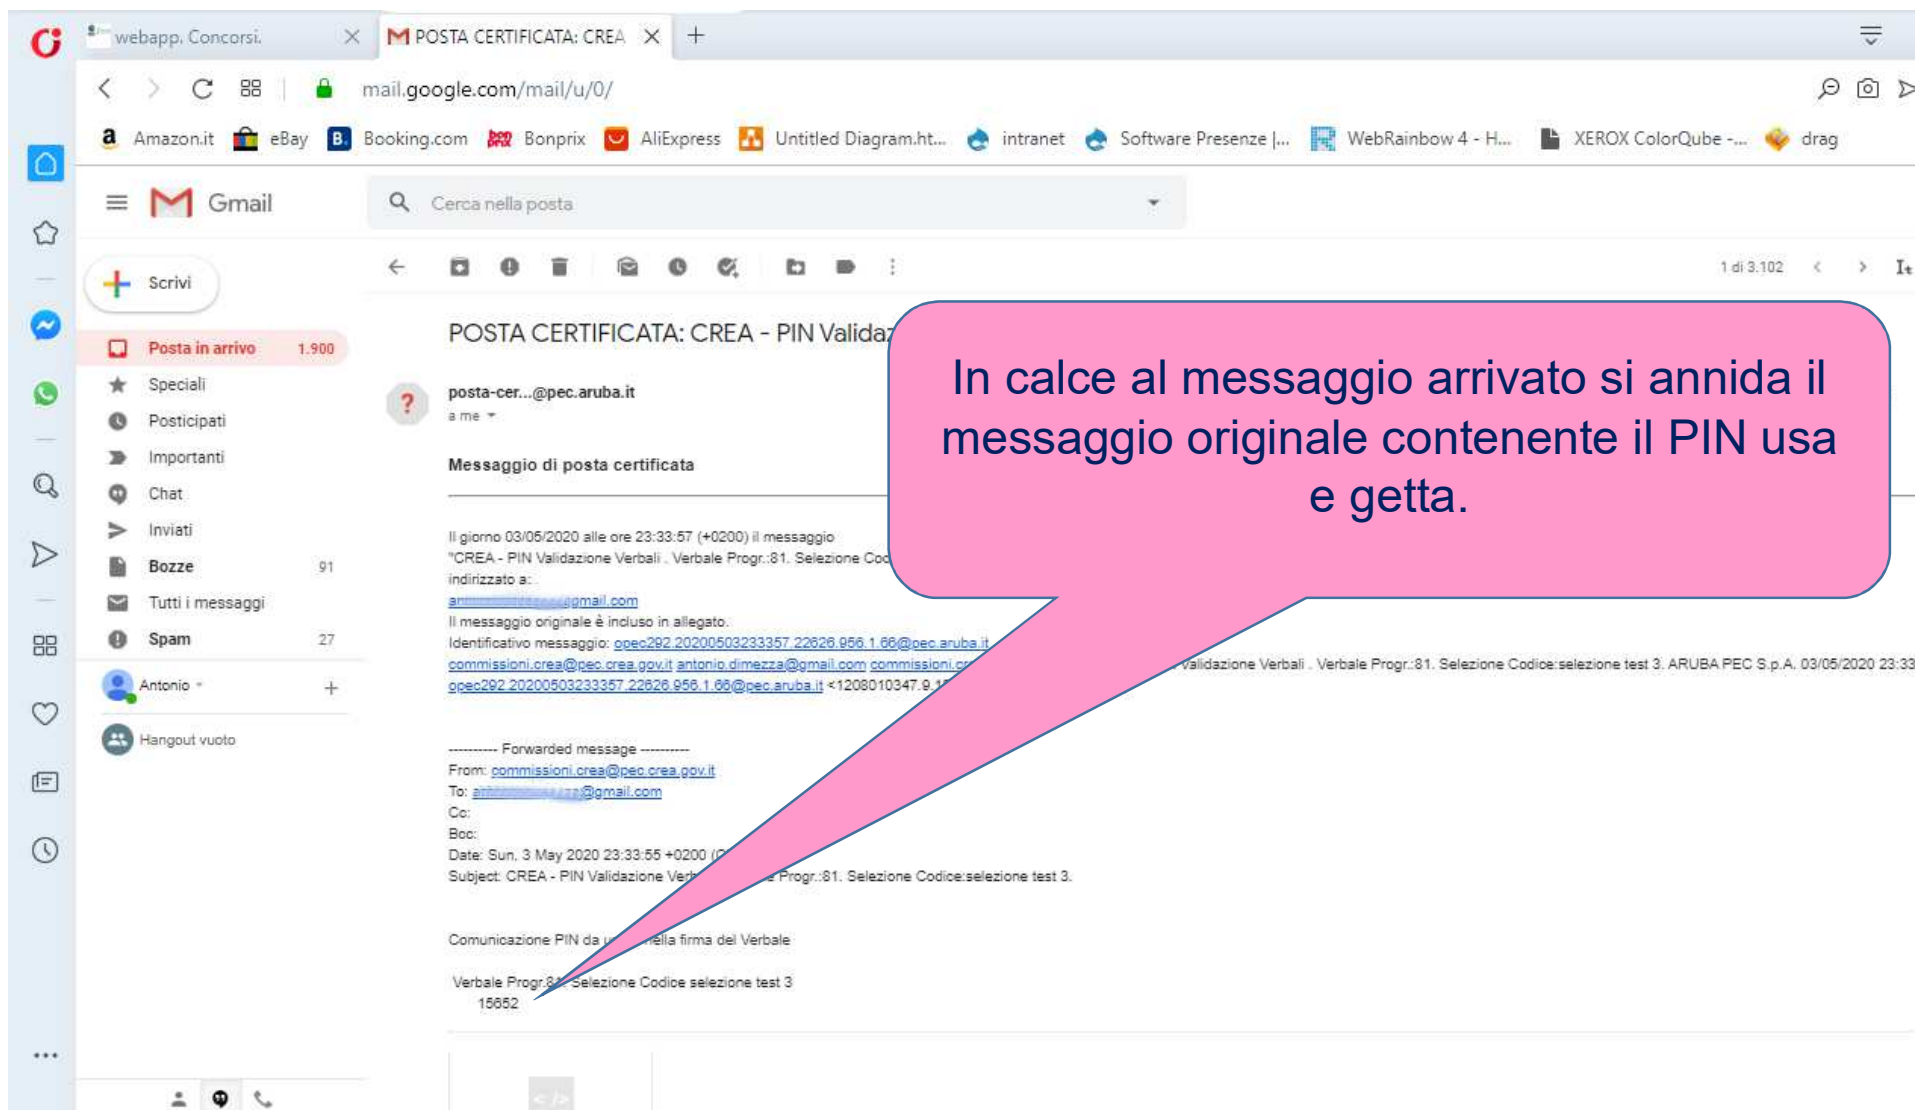 webapp. Concorsi.
POSTA CERTIFICATA: CREA
mail.google.com/mail/u/0/
Amazon.it eBay Booking.com Bonprix AliExpress Untitled Diagram.ht... intranet Software Presenze |... WebRainbow 4 - H... XEROX ColorQube -... drag
Gmail
Cerca nella posta
Scrivi
1 di 3.102
Posta in arrivo 1.900
Speciali
Posticipati
Importanti
Chat
Inviati
Bozze 91
Tutti i messaggi
Spam 27
Antonio
Hangout vuoto
POSTA CERTIFICATA: CREA - PIN
posta-cer...@pec.aruba.it
a me
Messaggio di posta certificata
In calce al messaggio arrivato si annida il
messaggio originale contenente il PIN usa
e getta.
Il giorno 03/05/2020 alle ore 23:33:57 (+0200) il messaggio
"CREA - PIN Validazione Verbali . Verbale Progr.:81. Selezione
indirizzato a:
gmail.com
Il messaggio originale è incluso in allegato.
Identificativo messaggio: opec292.20200503233357.22626.956.1.66@pec.aruba.it
commissioni.crea@pec.crea.gov.it antonio.dimezza@gmail.com Validazione Verbali . Verbale Progr.:81. Selezione Codice:selezione test 3. ARUBA PEC S.p.A. 03/05/2020 23:33
opec292.20200503233357.22626.956.1.66@pec.aruba.it
---------- Forwarded message ----------
From: commissioni.crea@pec.crea.gov.it
To: @gmail.com
Cc:
Bcc:
Date: Sun, 3 May 2020 23:33:55 +0200
Subject: CREA - PIN Validazione Progr.:81. Selezione Codice:selezione test 3.
Comunicazione PIN da nella firma del Verbale
Verbale Progr.81. Selezione Codice selezione test 3
15652